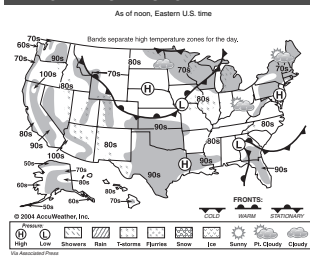 As of noon, Eastern U.S. time
Bands separate high temperature zones for the day.
70s
60s
70s
90s
100s
80s
70s
80s
90s
100s
80s
80s
90s
90s
90s
80s
80s
80s
90s
70s
90s
50s
70s
80s
60s
50s
70s
80s
H
L
H
L
H
© 2004 AccuWeather, Inc.
FRONTS:
COLD WARM STATIONARY
Pressure:
H L
High Low Showers Rain T-storms Flurries Snow Ice Sunny Pt. Cloudy Cloudy
Via Associated Press